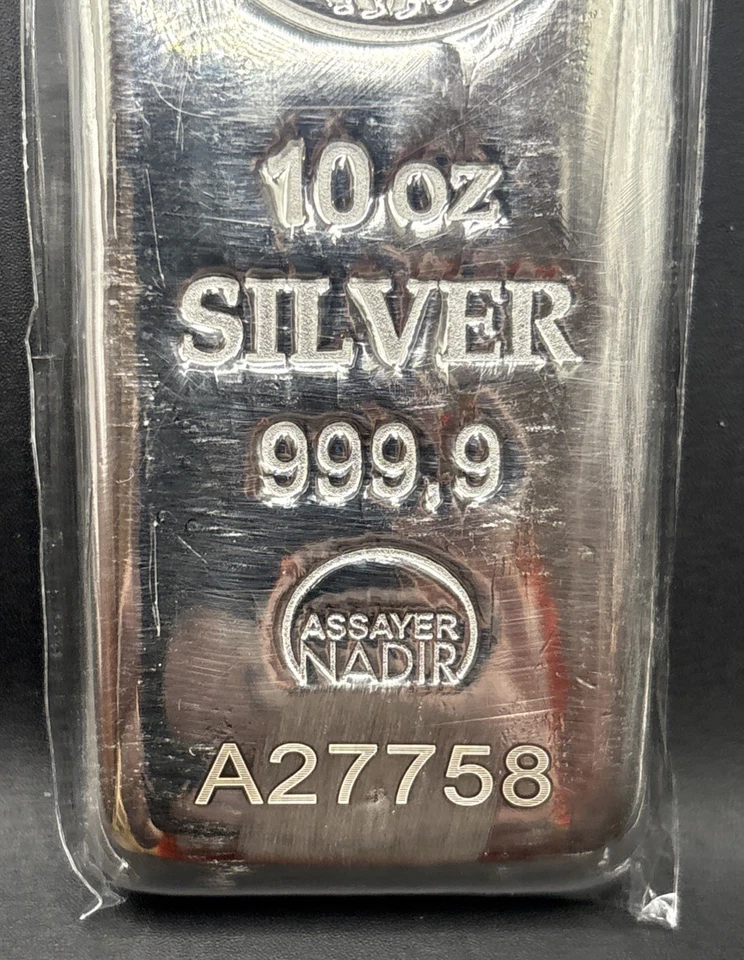 10 oz
SILVER
999,9
ASSAYER
NADIR
A27758